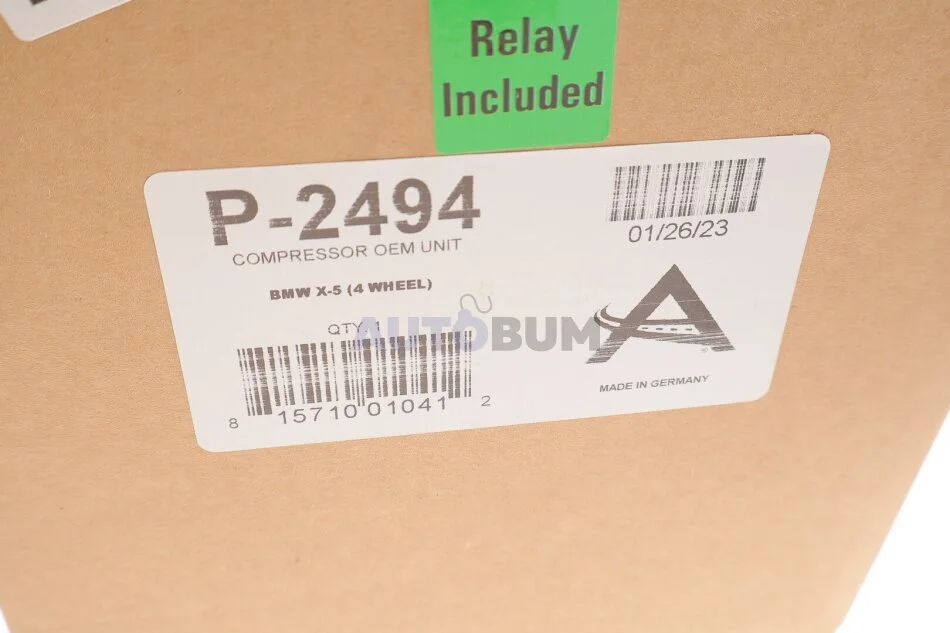 Relay
Included
P-2494
COMPRESSOR OEM UNIT
BMW X-5 (4 WHEEL)
QTY 1
8 15710 01041 2
01/26/23
A
®
MADE IN GERMANY
AUTOBUM